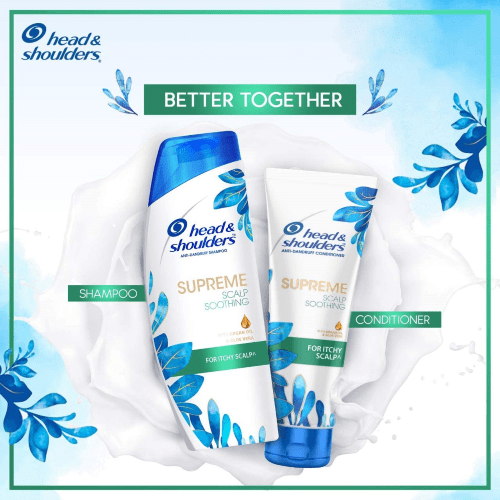 head &
shoulders
BETTER TOGETHER
SHAMPOO
head &
shoulders
ANTI-DANDRUFF SHAMPOO
SUPREME
SCALP
SOOTHING
FOR ITCHY SCALP^
head &
shoulders
ANTI-DANDRUFF CONDITIONER
SUPREME
SCALP
SOOTHING
FOR ITCHY
SCALP^
CONDITIONER